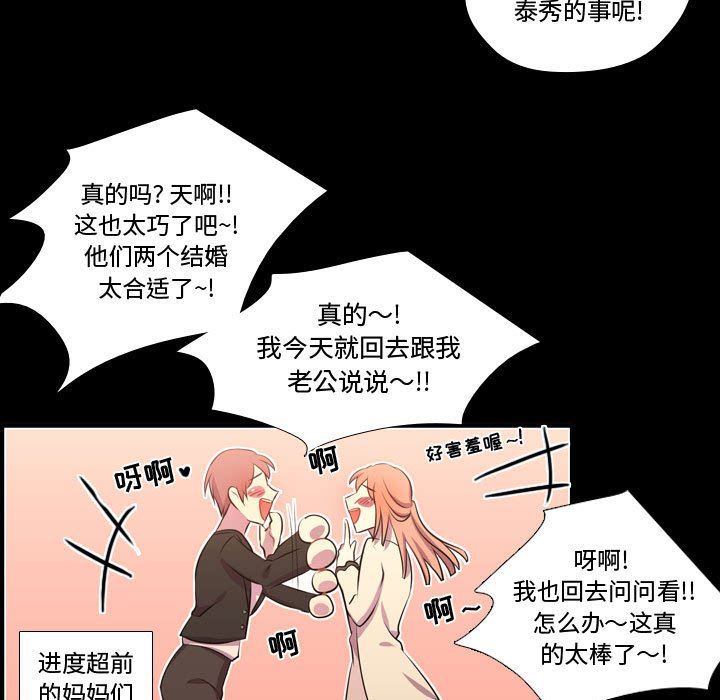 泰秀的事呢!
真的吗? 天啊!!
这也太巧了吧~!
他们两个结婚
太合适了~!
真的～!
我今天就回去跟我
老公说说～!!
呀啊♥
啊
好害羞喔~!
呀啊!
我也回去问问看!!
怎么办～这真
的太棒了~!
啊~
啊
进度超前
的妈妈们